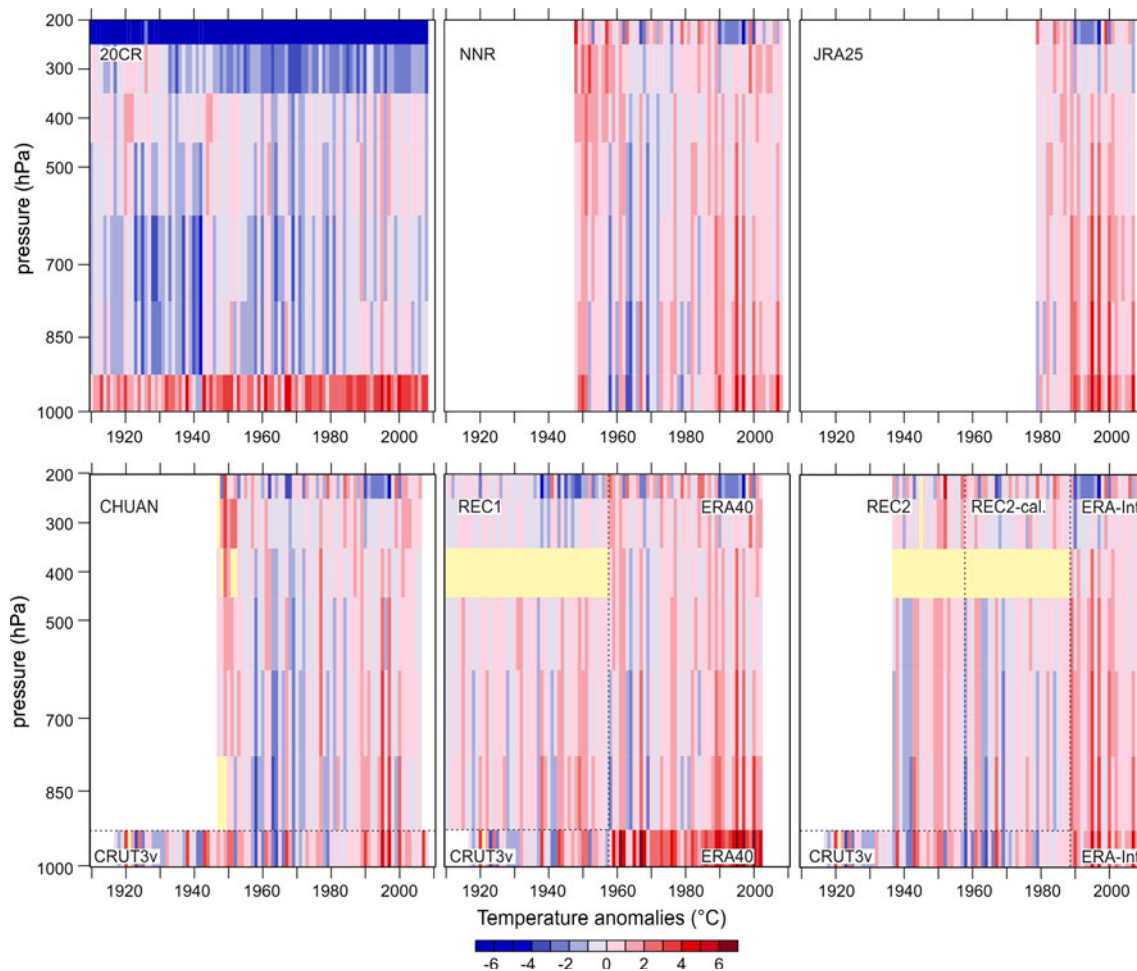 200
300
400
500
700
850
1000
pressure (hPa)
20CR
NNR
JRA25
1920 1940 1960 1980 2000
1920 1940 1960 1980 2000
1920 1940 1960 1980 2000
200
300
400
500
700
850
1000
pressure (hPa)
CHUAN
CRUT3v
REC1
ERA40
CRUT3v
ERA40
REC2
REC2-cal.
ERA-Int
CRUT3v
ERA-Int
1920 1940 1960 1980 2000
1920 1940 1960 1980 2000
1920 1940 1960 1980 2000
Temperature anomalies (°C)
-6 -4 -2 0 2 4 6